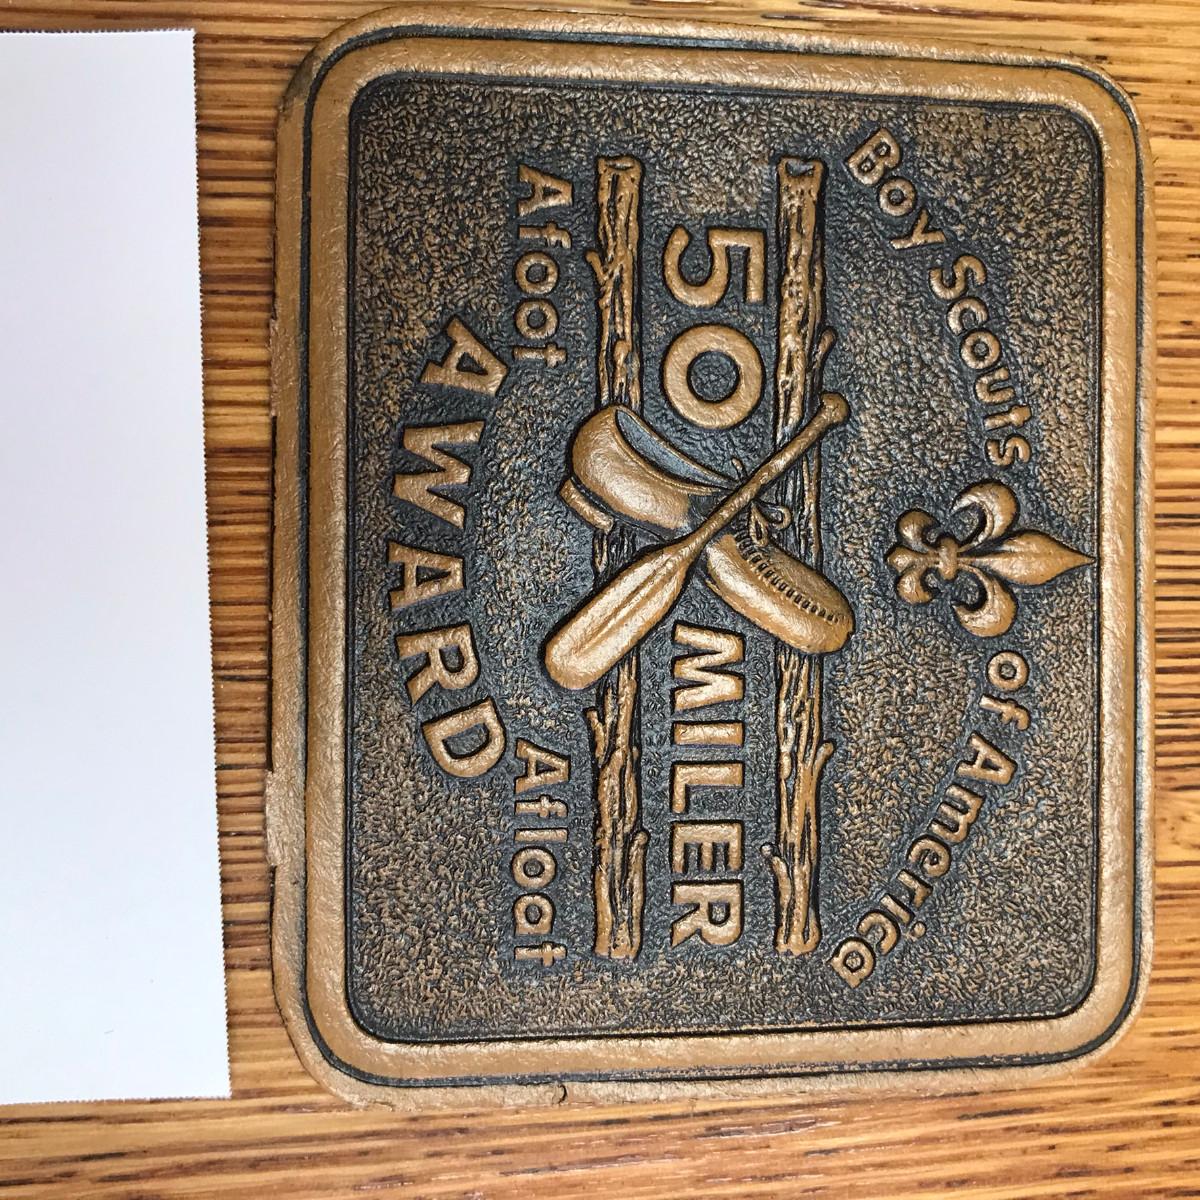 Boy Scouts of America
50 MILER
Afoot Afloat
AWARD